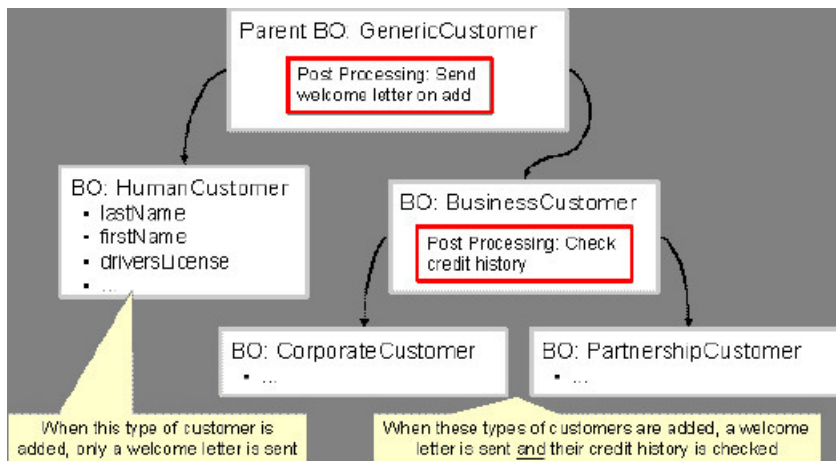 Parent BO: GenericCustomer
Post Processing: Send
welcome letter on add
BO: HumanCustomer
▪ lastName
▪ firstName
▪ driversLicense
▪ ...
BO: BusinessCustomer
Post Processing: Check
credit history
BO: CorporateCustomer
▪ ...
BO: PartnershipCustomer
▪ ...
When this type of customer is
added, only a welcome letter is sent
When these types of customers are added, a welcome
letter is sent and their credit history is checked